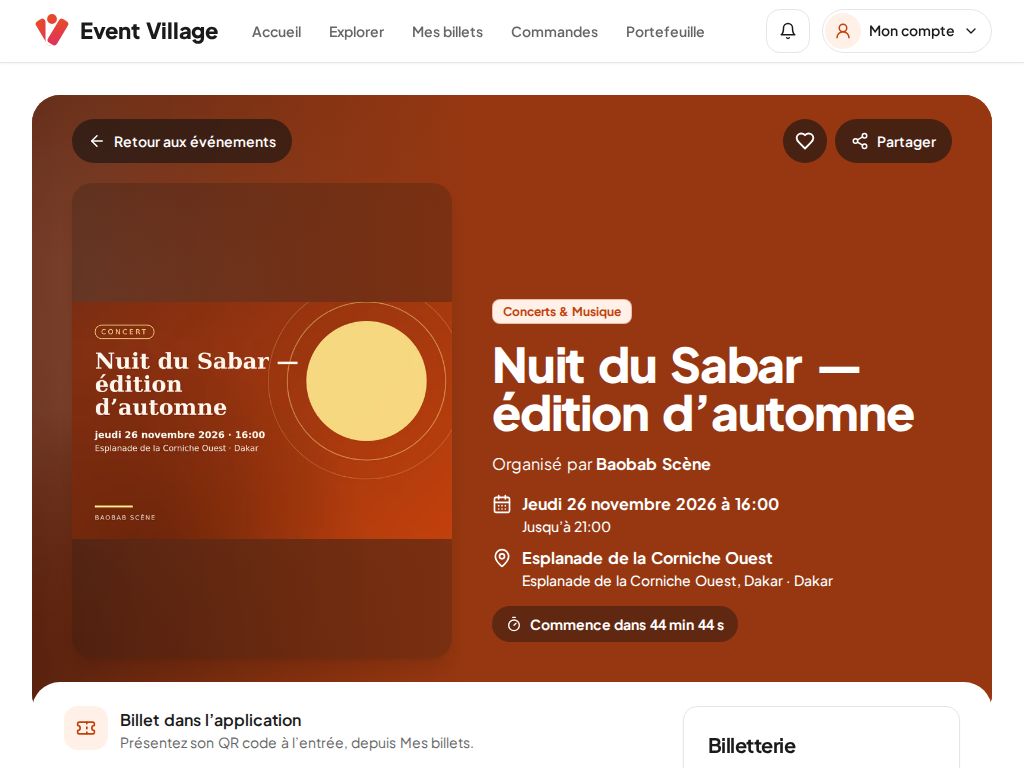 Event Village
Accueil
Explorer
Mes billets
Commandes
Portefeuille
Mon compte
Retour aux événements
Partager
CONCERT
Nuit du Sabar —
édition
d’automne
jeudi 26 novembre 2026 · 16:00
Esplanade de la Corniche Ouest · Dakar
BAOBAB SCÈNE
Concerts & Musique
Nuit du Sabar —
édition d’automne
Organisé par Baobab Scène
Jeudi 26 novembre 2026 à 16:00
Jusqu’à 21:00
Esplanade de la Corniche Ouest
Esplanade de la Corniche Ouest, Dakar · Dakar
Commence dans 44 min 44 s
Billet dans l’application
Présentez son QR code à l’entrée, depuis Mes billets.
Billetterie